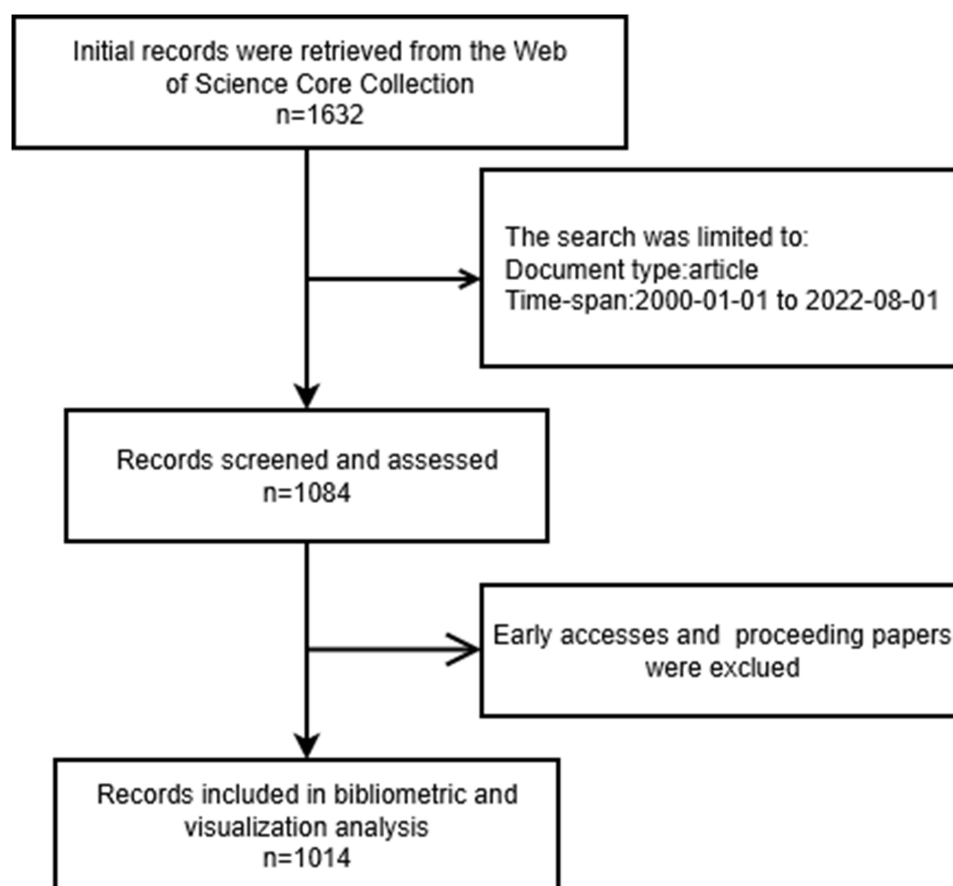 Initial records were retrieved from the Web
of Science Core Collection
n=1632
The search was limited to:
Document type:article
Time-span:2000-01-01 to 2022-08-01
Records screened and assessed
n=1084
Early accesses and proceeding papers
were exclued
Records included in bibliometric and
visualization analysis
n=1014